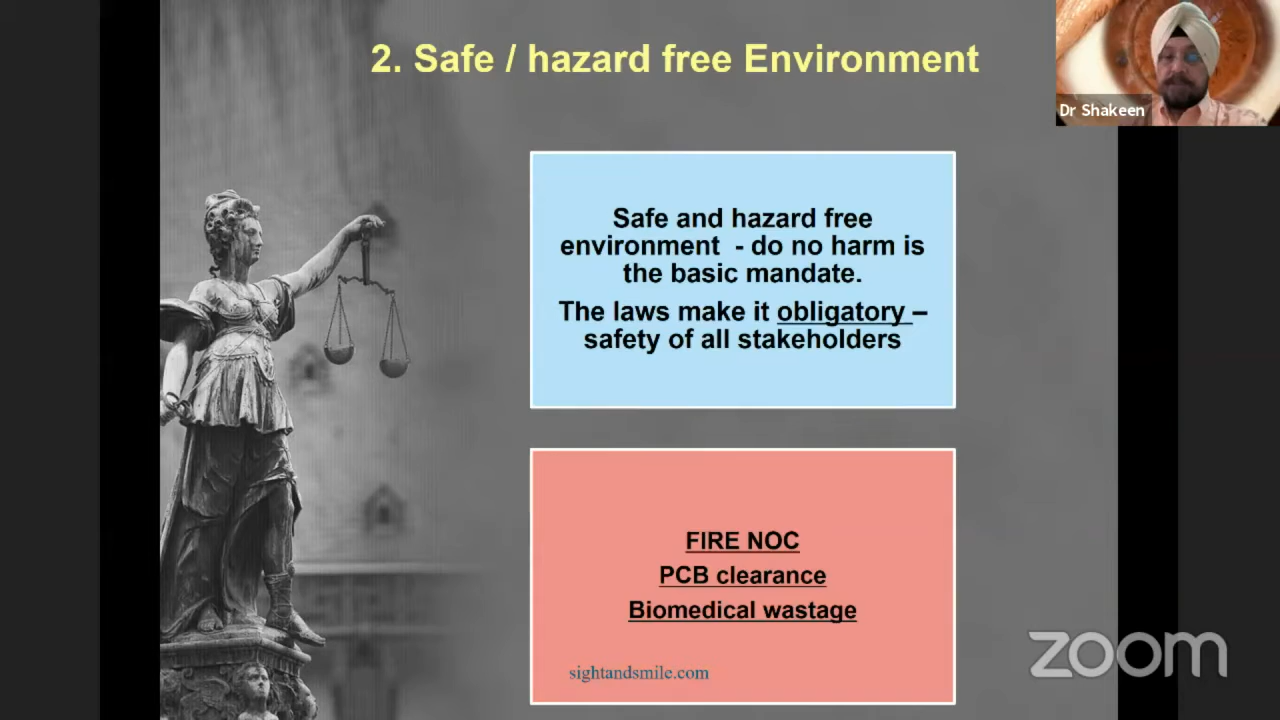 2. Safe / hazard free Environment
Dr Shakeen
Safe and hazard free
environment - do no harm is
the basic mandate.
The laws make it obligatory –
safety of all stakeholders
FIRE NOC
PCB clearance
Biomedical wastage
sightandsmile.com
zoom